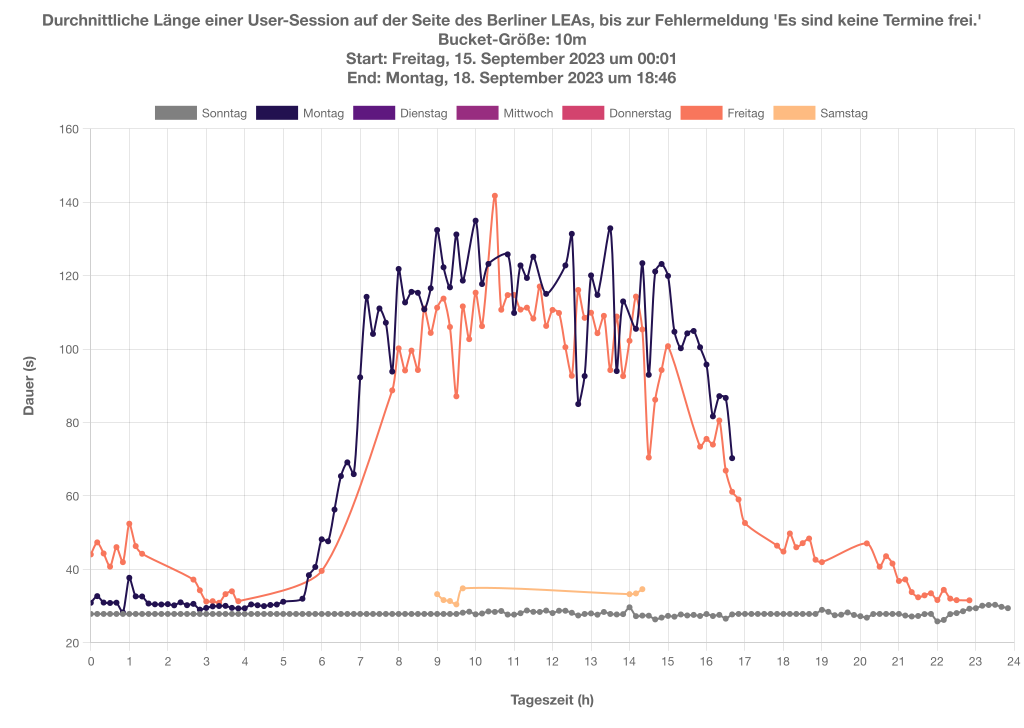 Durchnittliche Länge einer User-Session auf der Seite des Berliner LEAs, bis zur Fehlermeldung 'Es sind keine Termine frei.'
Bucket-Größe: 10m
Start: Freitag, 15. September 2023 um 00:01
End: Montag, 18. September 2023 um 18:46
Sonntag Montag Dienstag Mittwoch Donnerstag Freitag Samstag
160
140
120
100
80
60
40
20
Dauer (s)
0 1 2 3 4 5 6 7 8 9 10 11 12 13 14 15 16 17 18 19 20 21 22 23 24
Tageszeit (h)